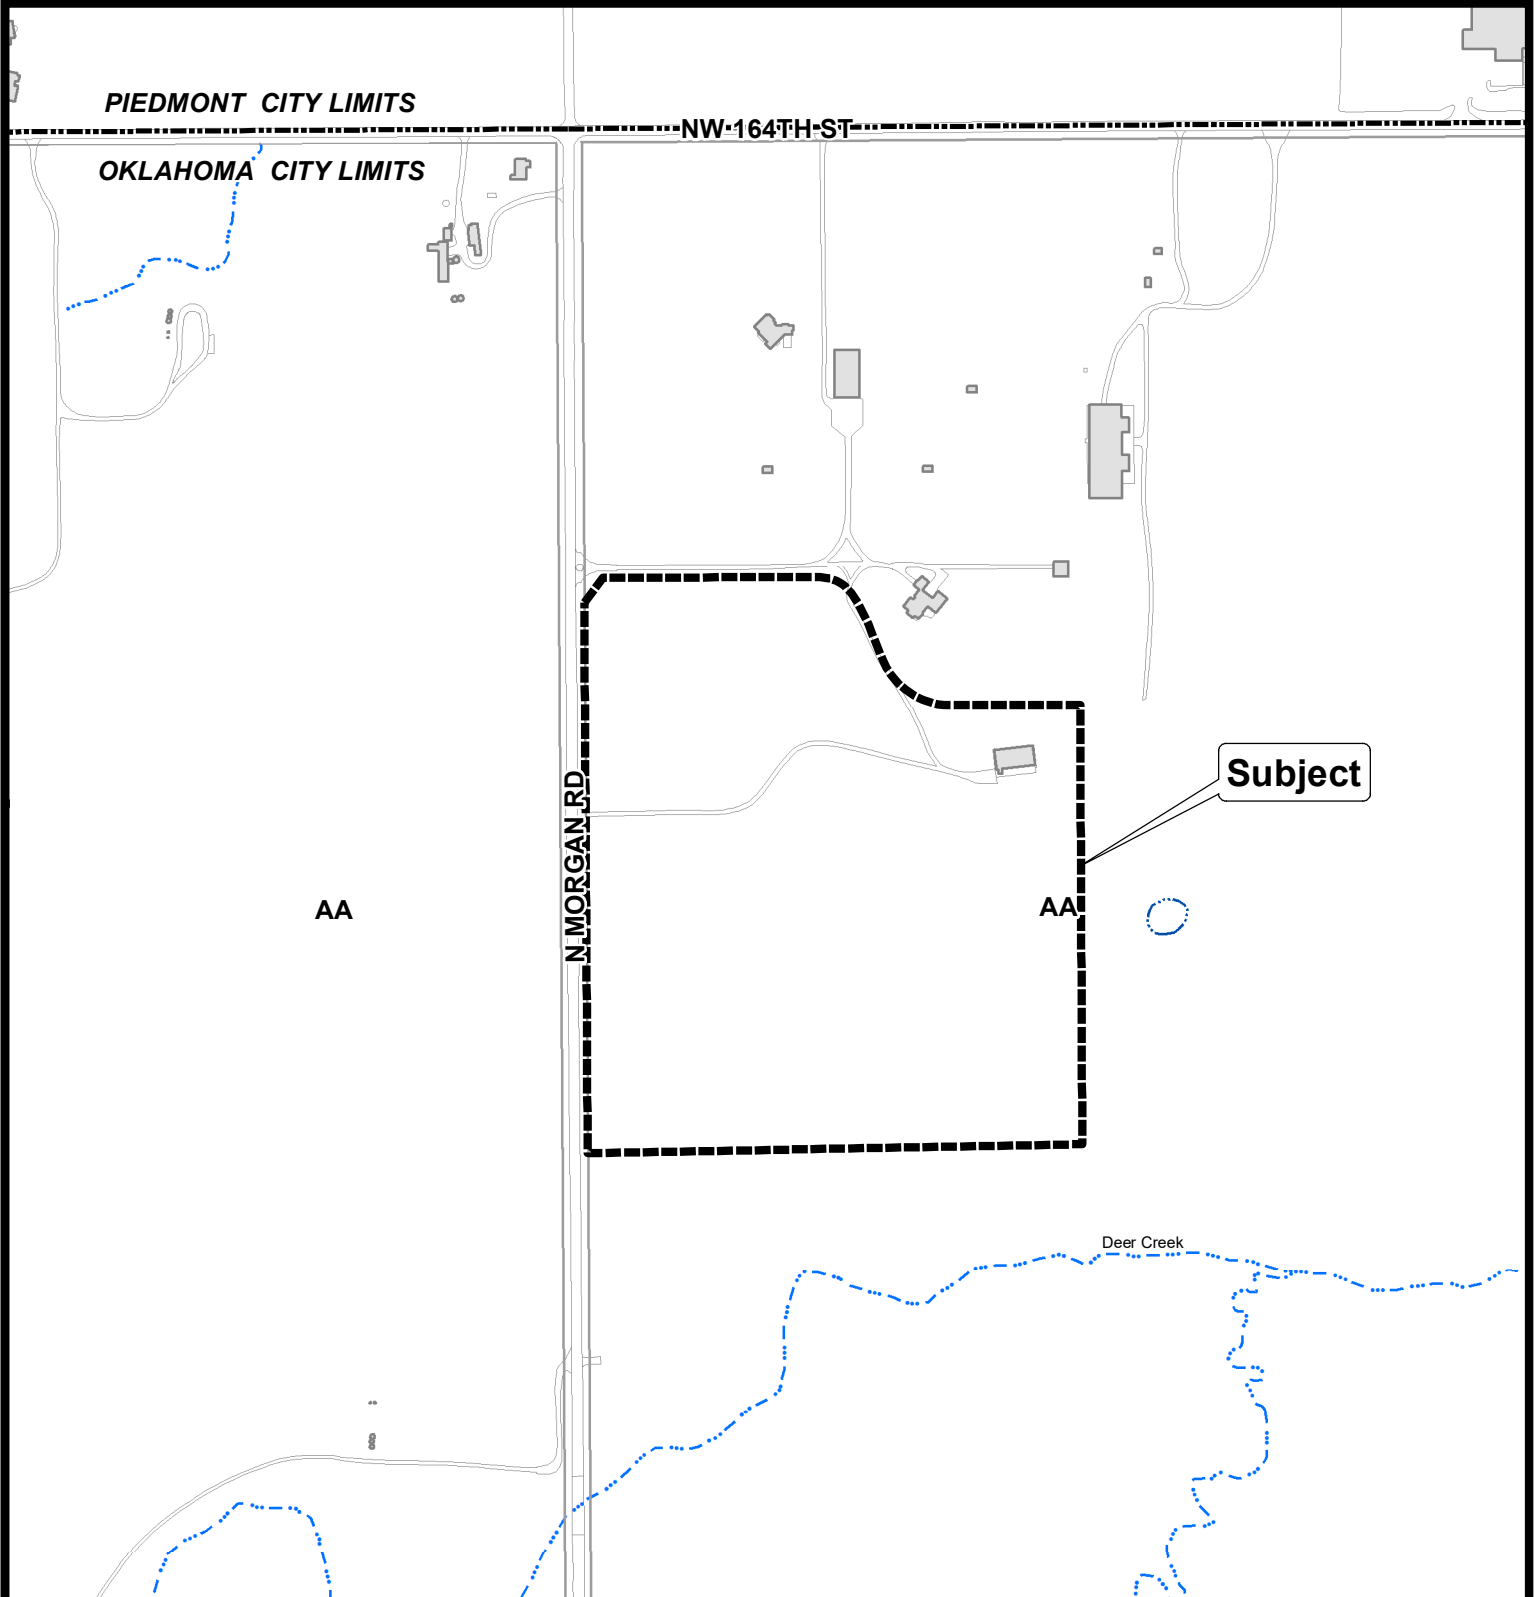 PIEDMONT CITY LIMITS
NW 164TH ST
OKLAHOMA CITY LIMITS
N MORGAN RD
Subject
AA
AA
Deer Creek